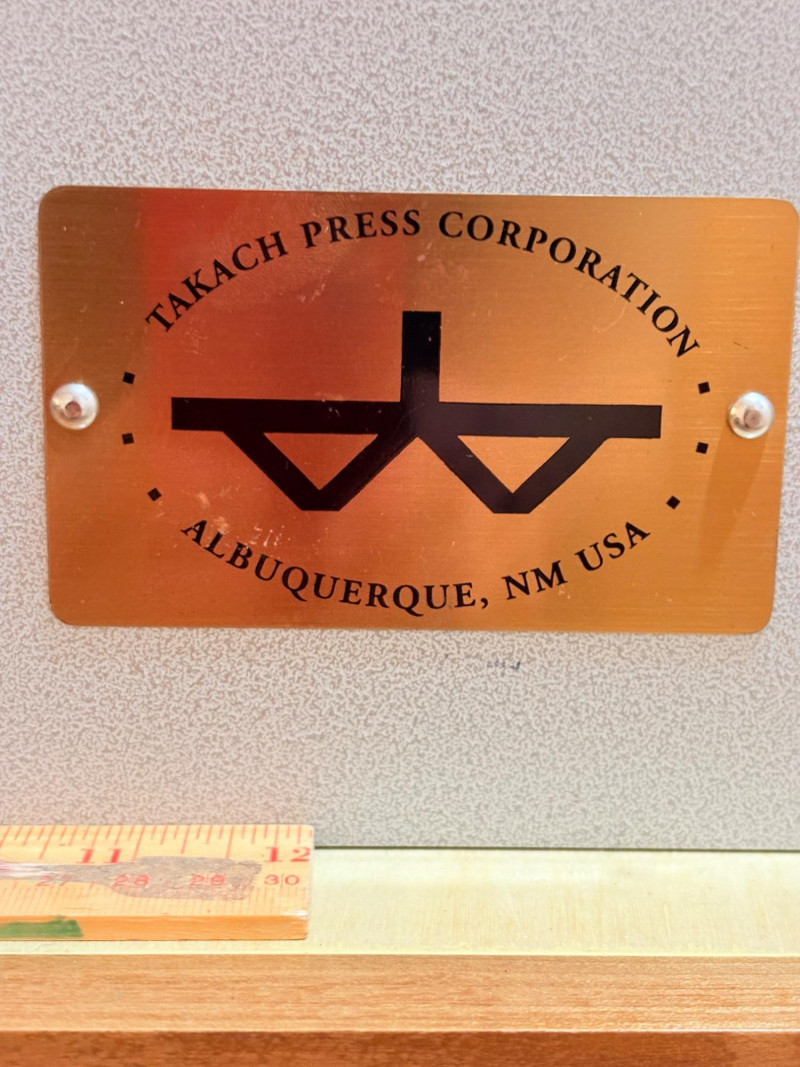 TAKACH PRESS CORPORATION
ALBUQUERQUE, NM USA
11 12
27 28 29 30